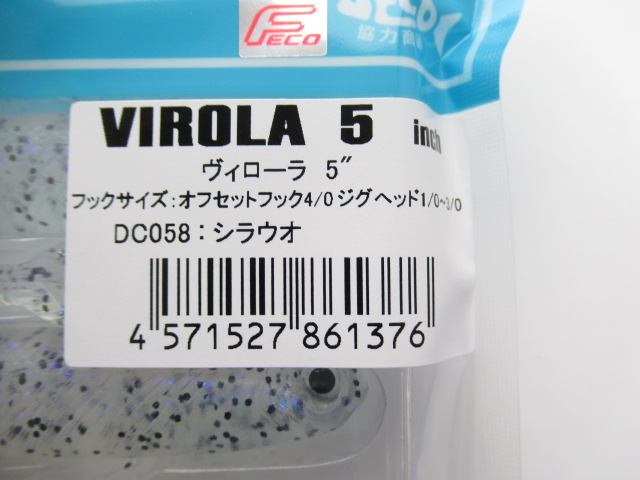 FECO
協力商
VIROLA 5 inch
ヴィローラ 5″
フックサイズ:オフセットフック4/0ジグヘッド1/0~3/0
DC058:シラウオ
4 571527 861376